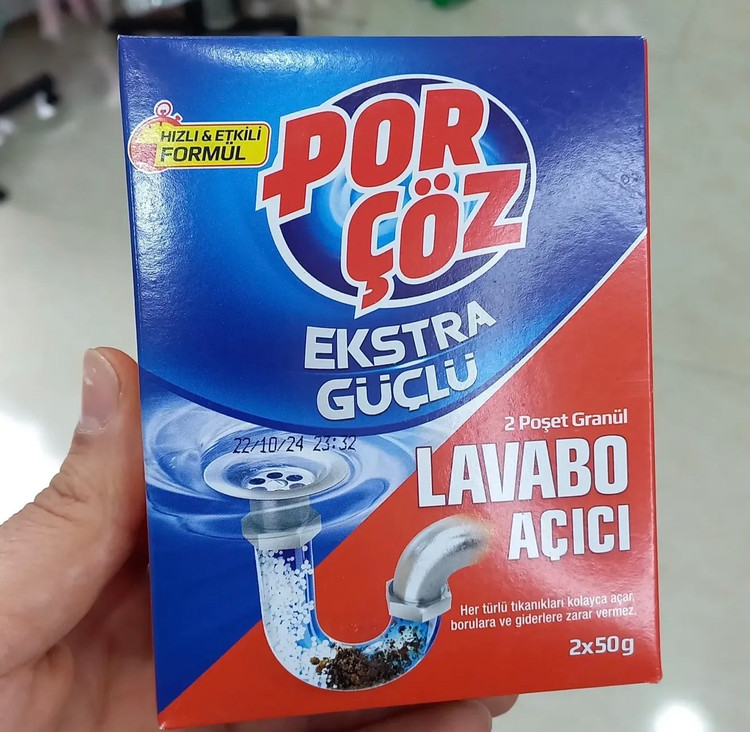 HIZLI & ETKİLİ
FORMÜL
POR
ÇÖZ
EKSTRA
GÜÇLÜ
22/10/24 23:32
2 Poşet Granül
LAVABO
AÇICI
Her türlü tıkanıkları kolayca açar,
borulara ve giderlere zarar vermez.
2x50g